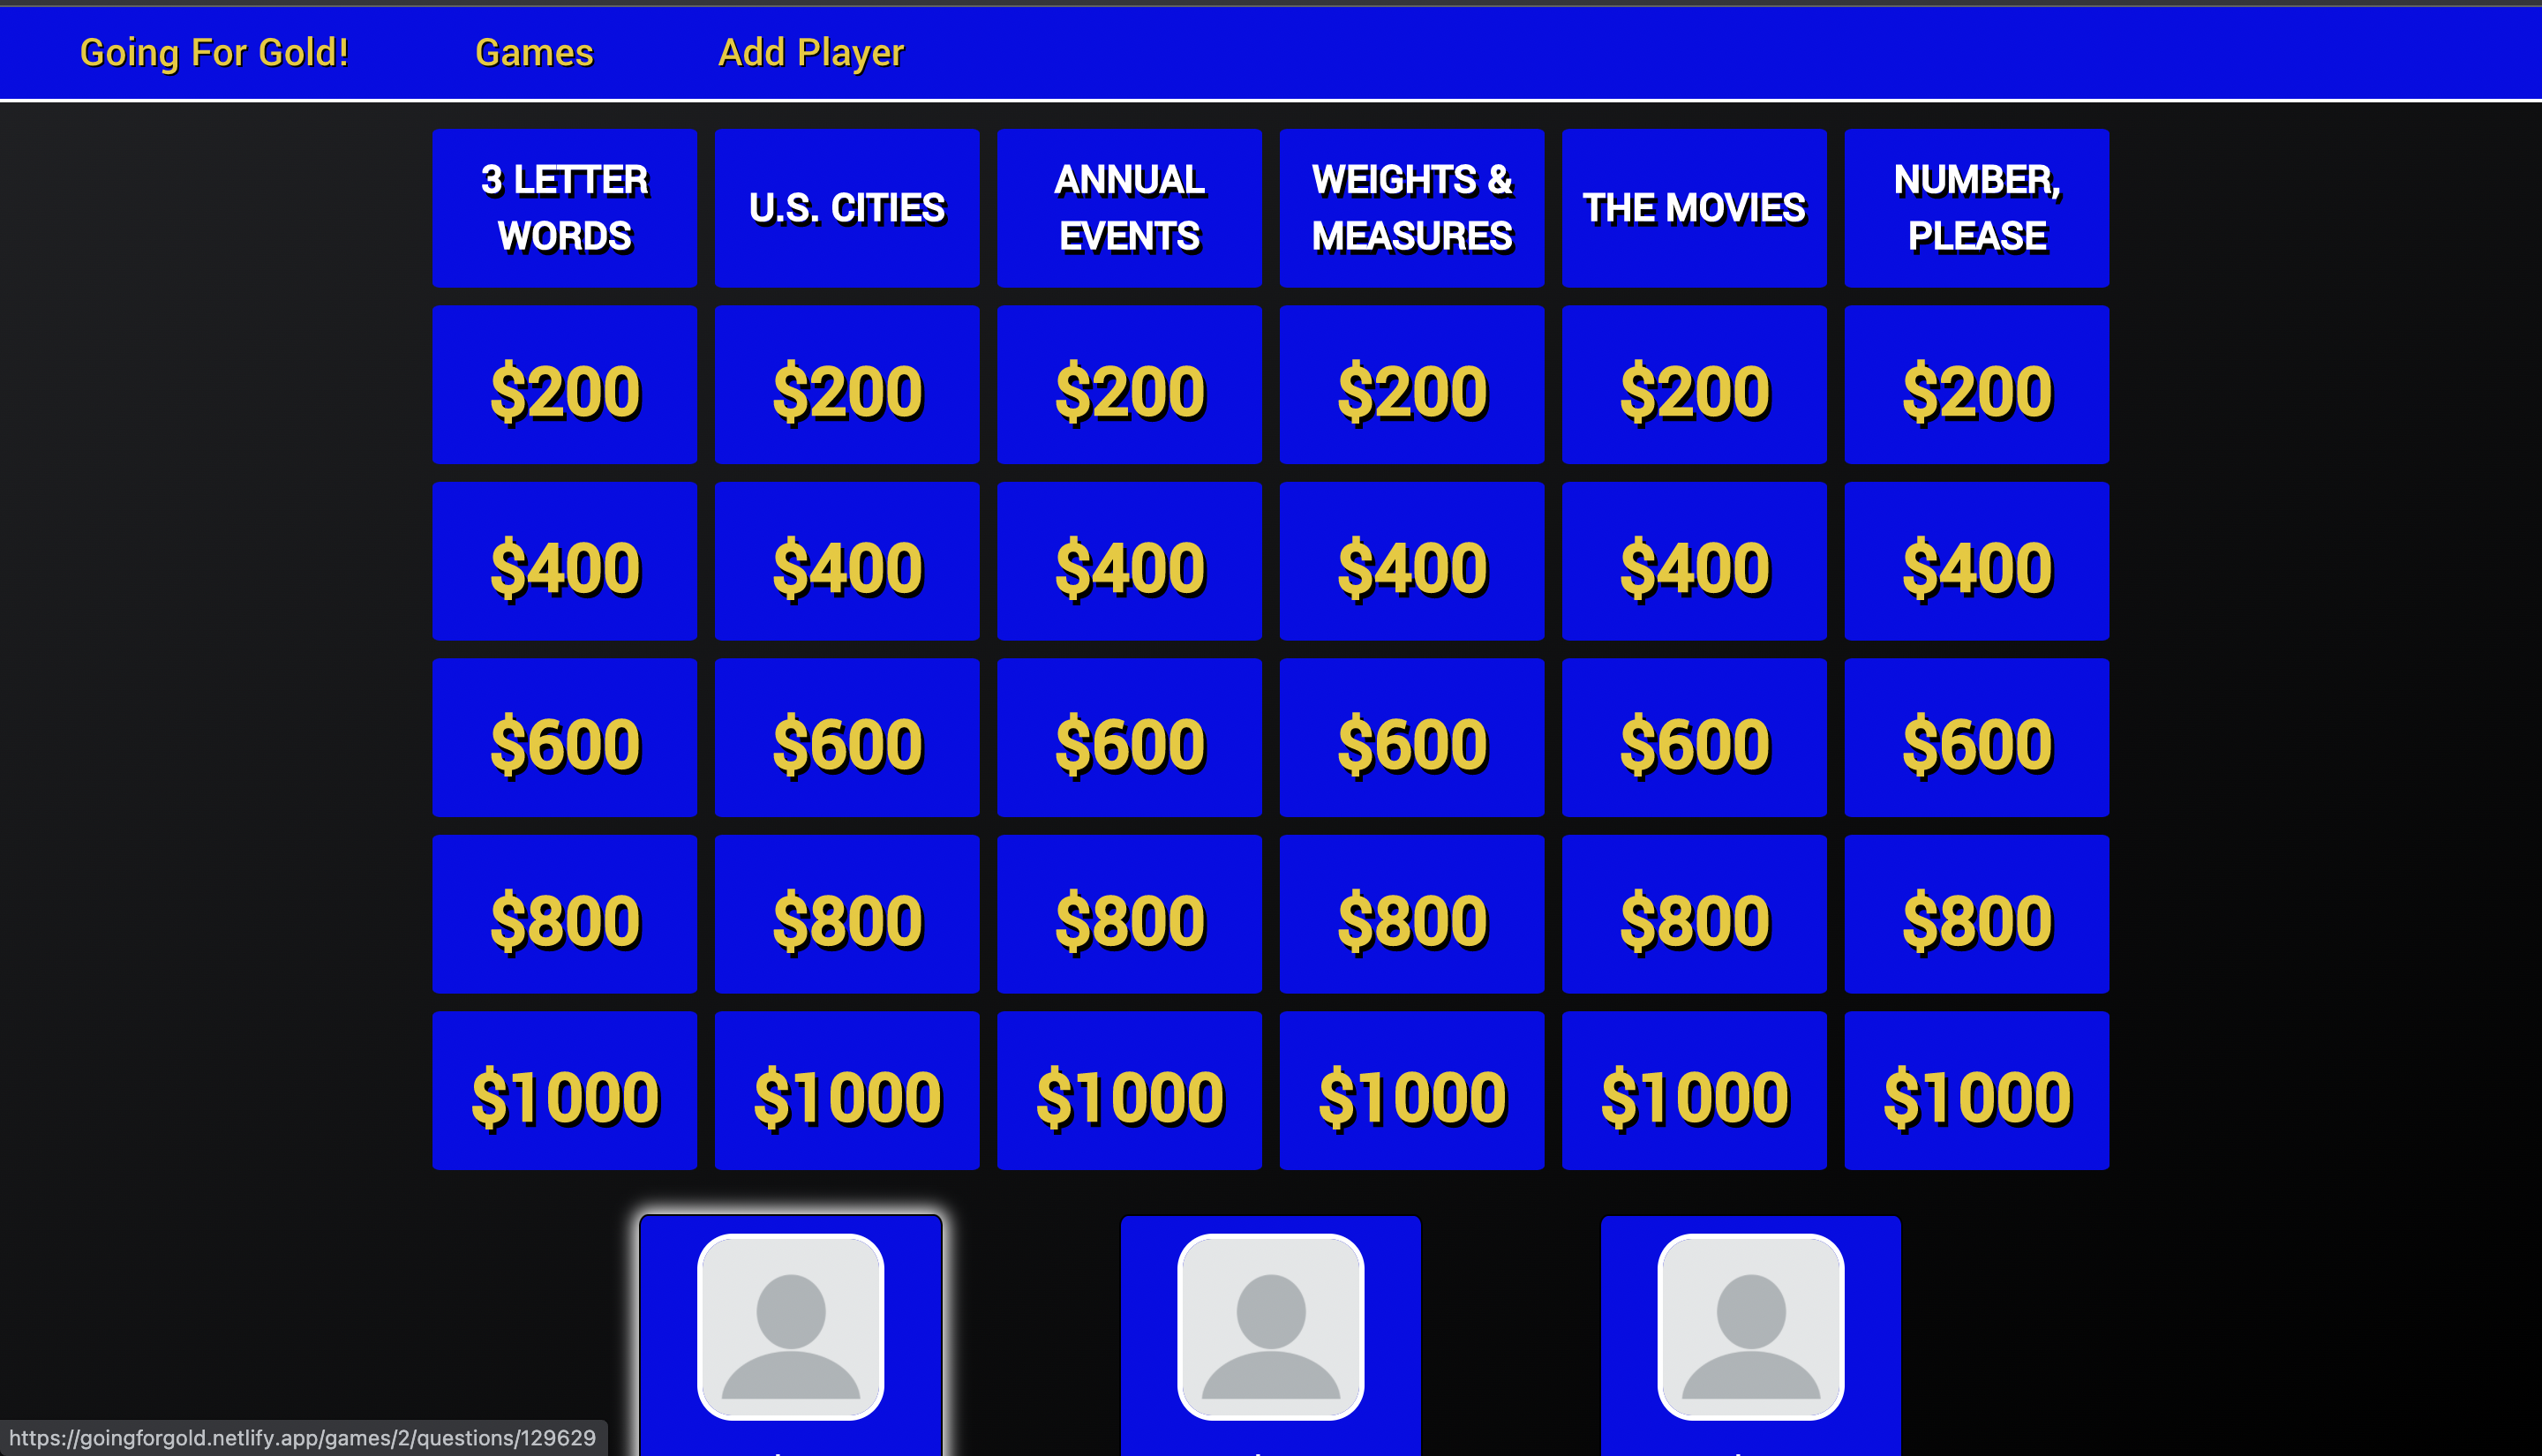 Going For Gold! Games Add Player
3 LETTER
WORDS
U.S. CITIES
ANNUAL
EVENTS
WEIGHTS &
MEASURES
THE MOVIES
NUMBER,
PLEASE
$200 $200 $200 $200 $200 $200
$400 $400 $400 $400 $400 $400
$600 $600 $600 $600 $600 $600
$800 $800 $800 $800 $800 $800
$1000 $1000 $1000 $1000 $1000 $1000
https://goingforgold.netlify.app/games/2/questions/129629